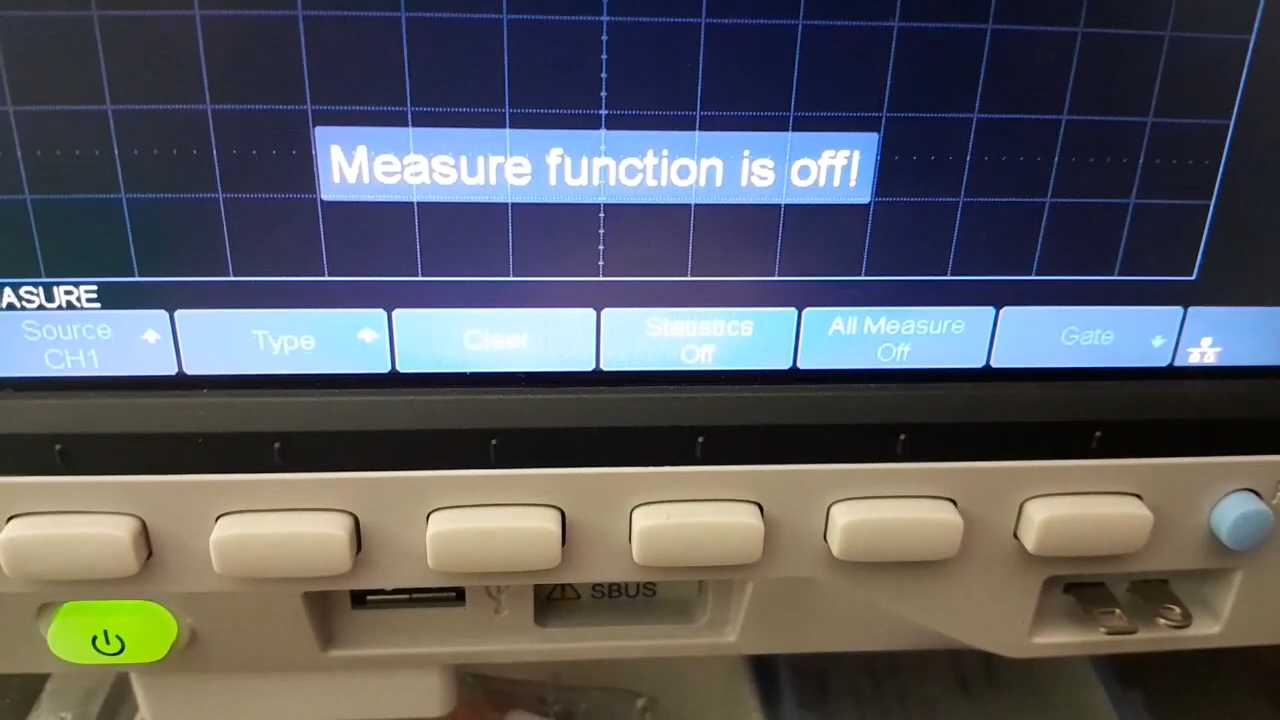 Measure function is off!
ASURE
Source
CH1
Type
Clear
Statistics
Off
All Measure
Off
Gate
SBUS